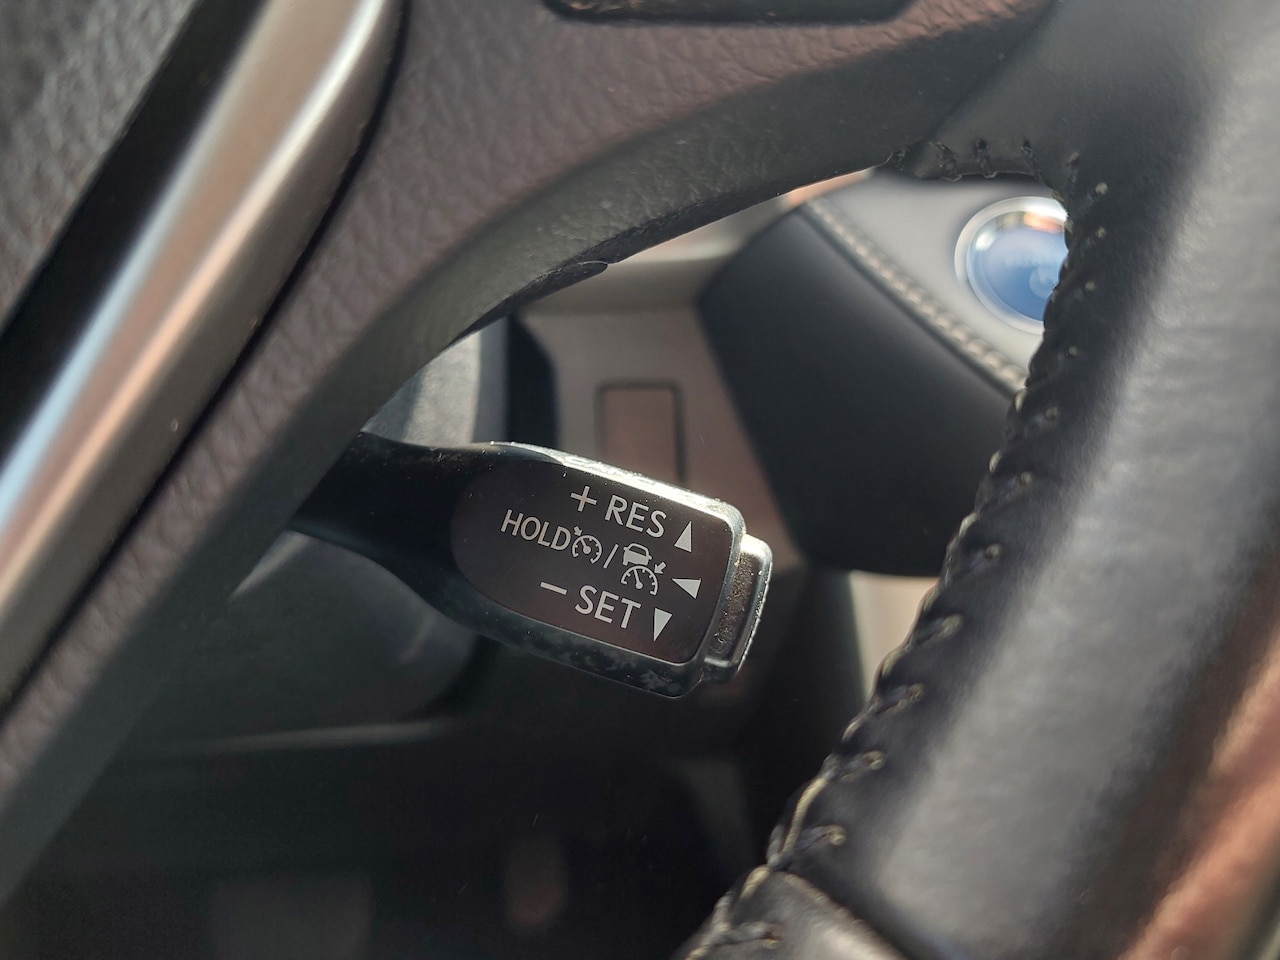 + RES
HOLD /
− SET